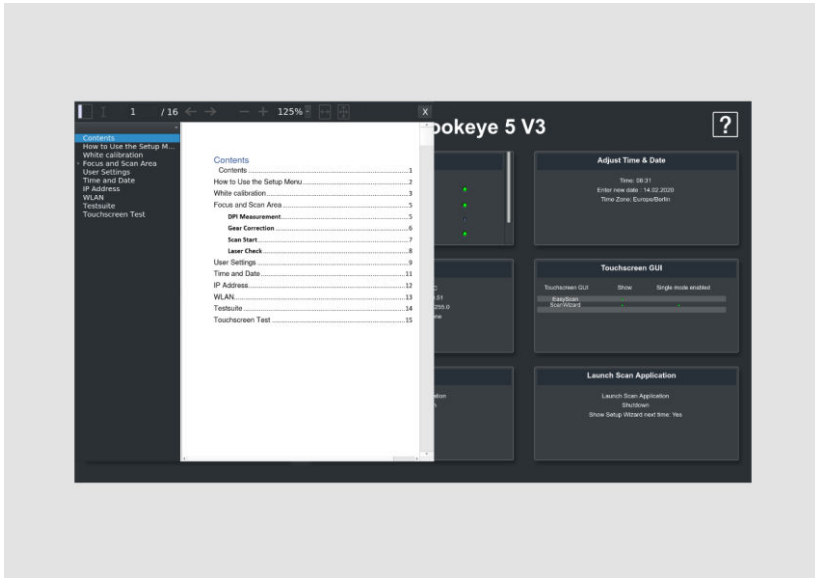 1 / 16 125% X
ookeye 5 V3 ?
Contents
How to Use the Setup M...
White calibration
Focus and Scan Area
User Settings
Time and Date
IP Address
WLAN
Testsuite
Touchscreen Test
Contents
Contents 1
How to Use the Setup Menu 2
White calibration 3
Focus and Scan Area 5
DPI Measurement 5
Gear Correction 6
Scan Start 7
Laser Check 8
User Settings 9
Time and Date 11
IP Address 12
WLAN 13
Testsuite 14
Touchscreen Test 15
Adjust Time & Date
Time: 08:31
Enter new date : 14.02.2028
Time Zone: Europe/Berlin
.51
255.0
Touchscreen GUI
Touchscreen GUI Show Single mode enabled
EasyScan
ScanWizard
Launch Scan Application
Launch Scan Application
Shutdown
Show Setup Wizard next time: Yes